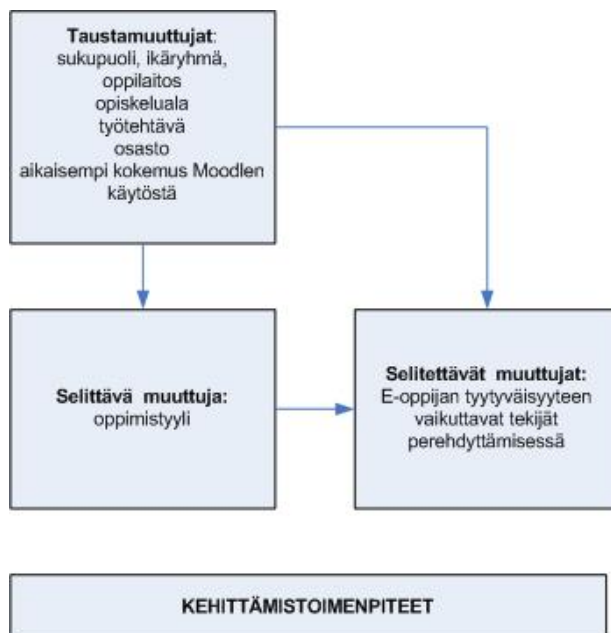 Taustamuuttujat:
sukupuoli, ikäryhmä,
oppilaitos
opiskeluala
työtehtävä
osasto
aikaisempi kokemus Moodlen
käytöstä
Selittävä muuttuja:
oppimistyyli
Selitettävät muuttujat:
E-oppijan tyytyväisyyteen
vaikuttavat tekijät
perehdyttämisessä
KEHITTÄMISTOIMENPITEET